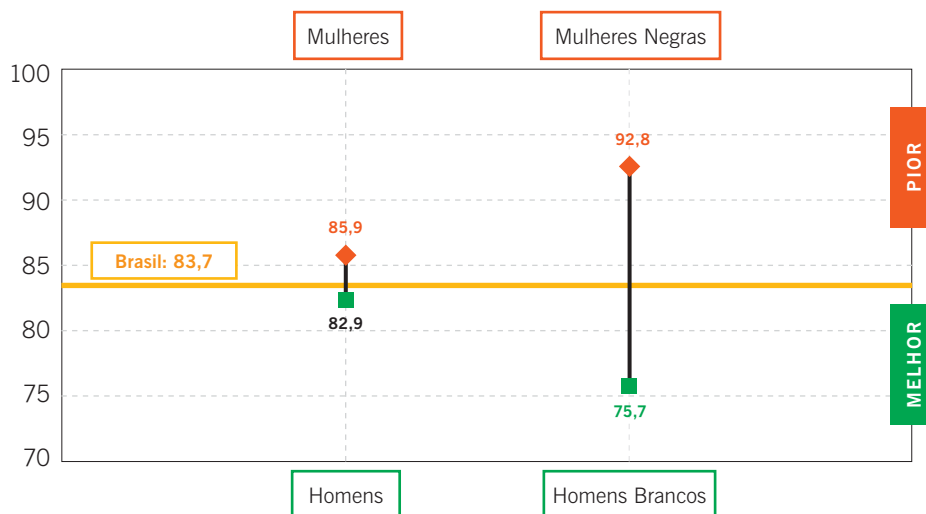 Mulheres
Mulheres Negras
100
95
90
85
80
75
70
92,8
85,9
Brasil: 83,7
82,9
75,7
PIOR
MELHOR
Homens
Homens Brancos